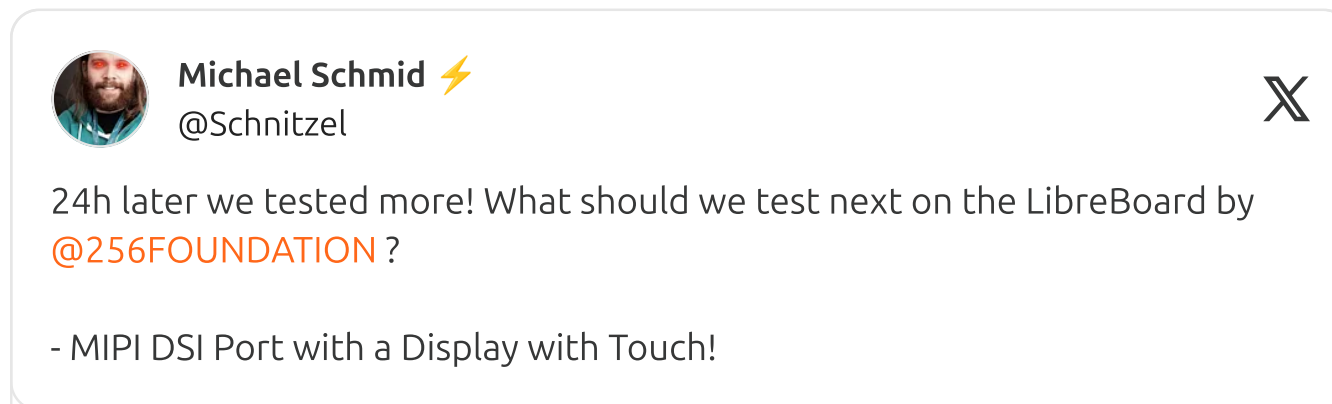 Michael Schmid ⚡
@Schnitzel
24h later we tested more! What should we test next on the LibreBoard by
@256FOUNDATION ?
- MIPI DSI Port with a Display with Touch!